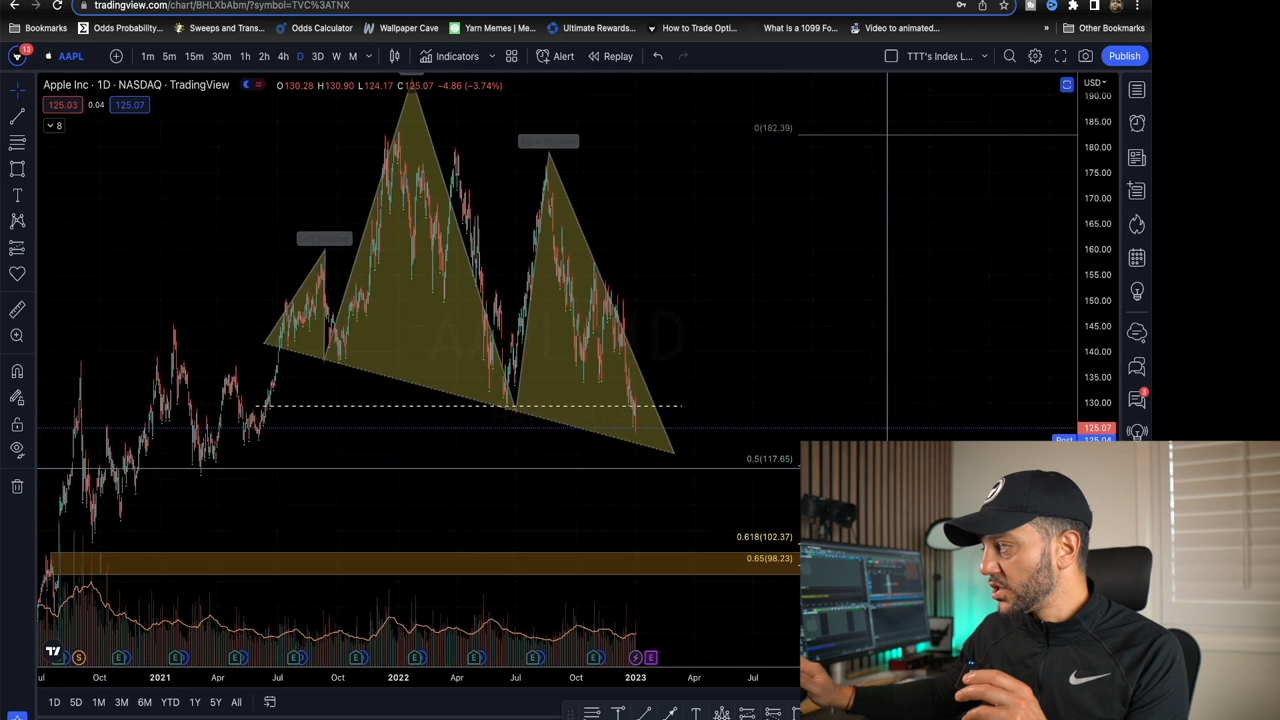 tradingview.com/chart/BHLXbAbm/?symbol=TVC%3ATNX
Bookmarks Odds Probabilities... Sweeps and Trans... Odds Calculator Wallpaper Cave Yarn Memes | Me... Ultimate Rewards... How to Trade Opti... What Is a 1099 Fo... Video to animated... » Other Bookmarks
13 AAPL 1m 5m 15m 30m 1h 2h 4h D 3D W M Indicators Alert Replay TTT's Index L... Publish
Apple Inc · 1D · NASDAQ · TradingView O130.28 H130.90 L124.17 C125.07 −4.86 (−3.74%) USD
125.03 0.04 125.07
8
190.00
185.00
0(182.39)
180.00
175.00
170.00
165.00
160.00
155.00
150.00
145.00
140.00
135.00
130.00
3
125.07
Post 125.04
0.5(117.65)
0.618(102.37)
0.65(98.23)
S E E E E E E E E E E E
Oct 2021 Apr Jul Oct 2022 Apr Jul Oct 2023 Apr Jul
1D 5D 1M 3M 6M YTD 1Y 5Y All